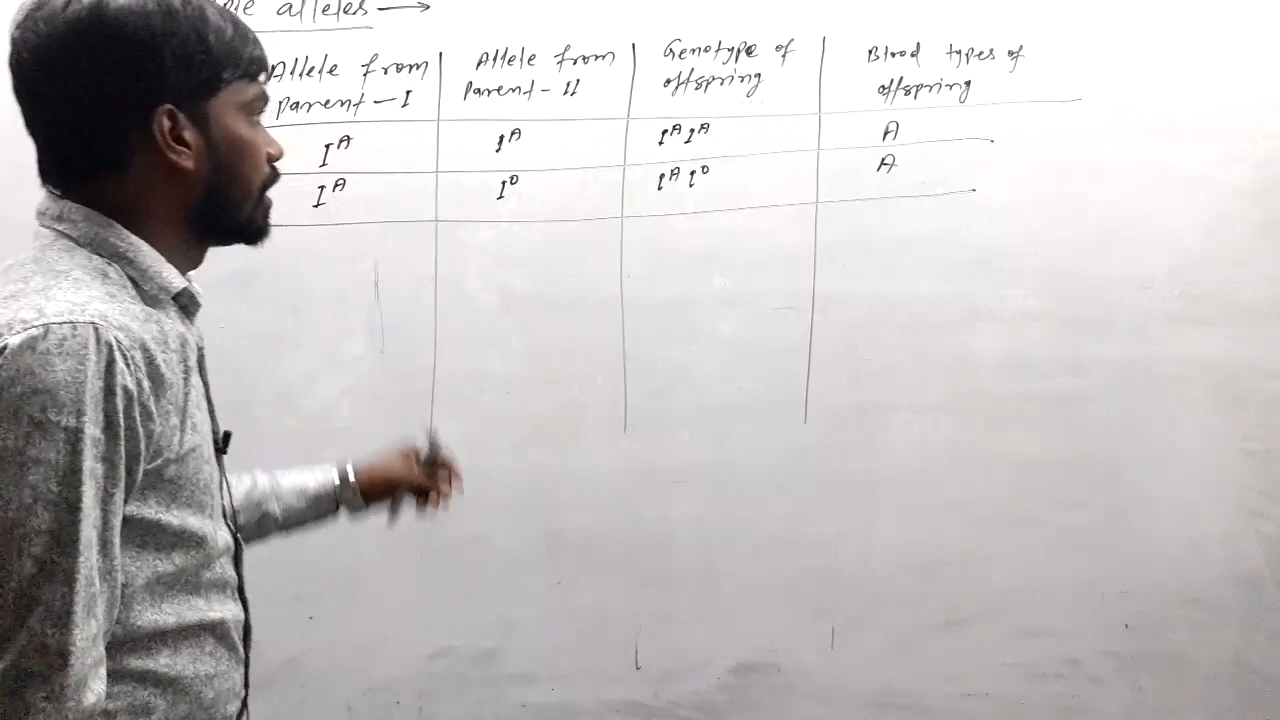 alleles →
Allele from Parent - I | Allele from Parent - II | Genotype of offspring | Blood types of offspring
I^A | I^A | I^A I^A | A
I^A | I^O | I^A I^O | A